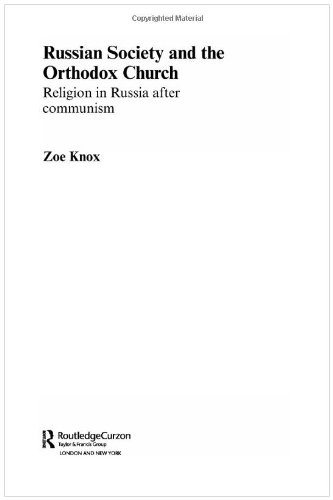 Copyrighted Material
Russian Society and the
Orthodox Church
Religion in Russia after
communism
Zoe Knox
R
RoutledgeCurzon
Taylor & Francis Group
LONDON AND NEW YORK